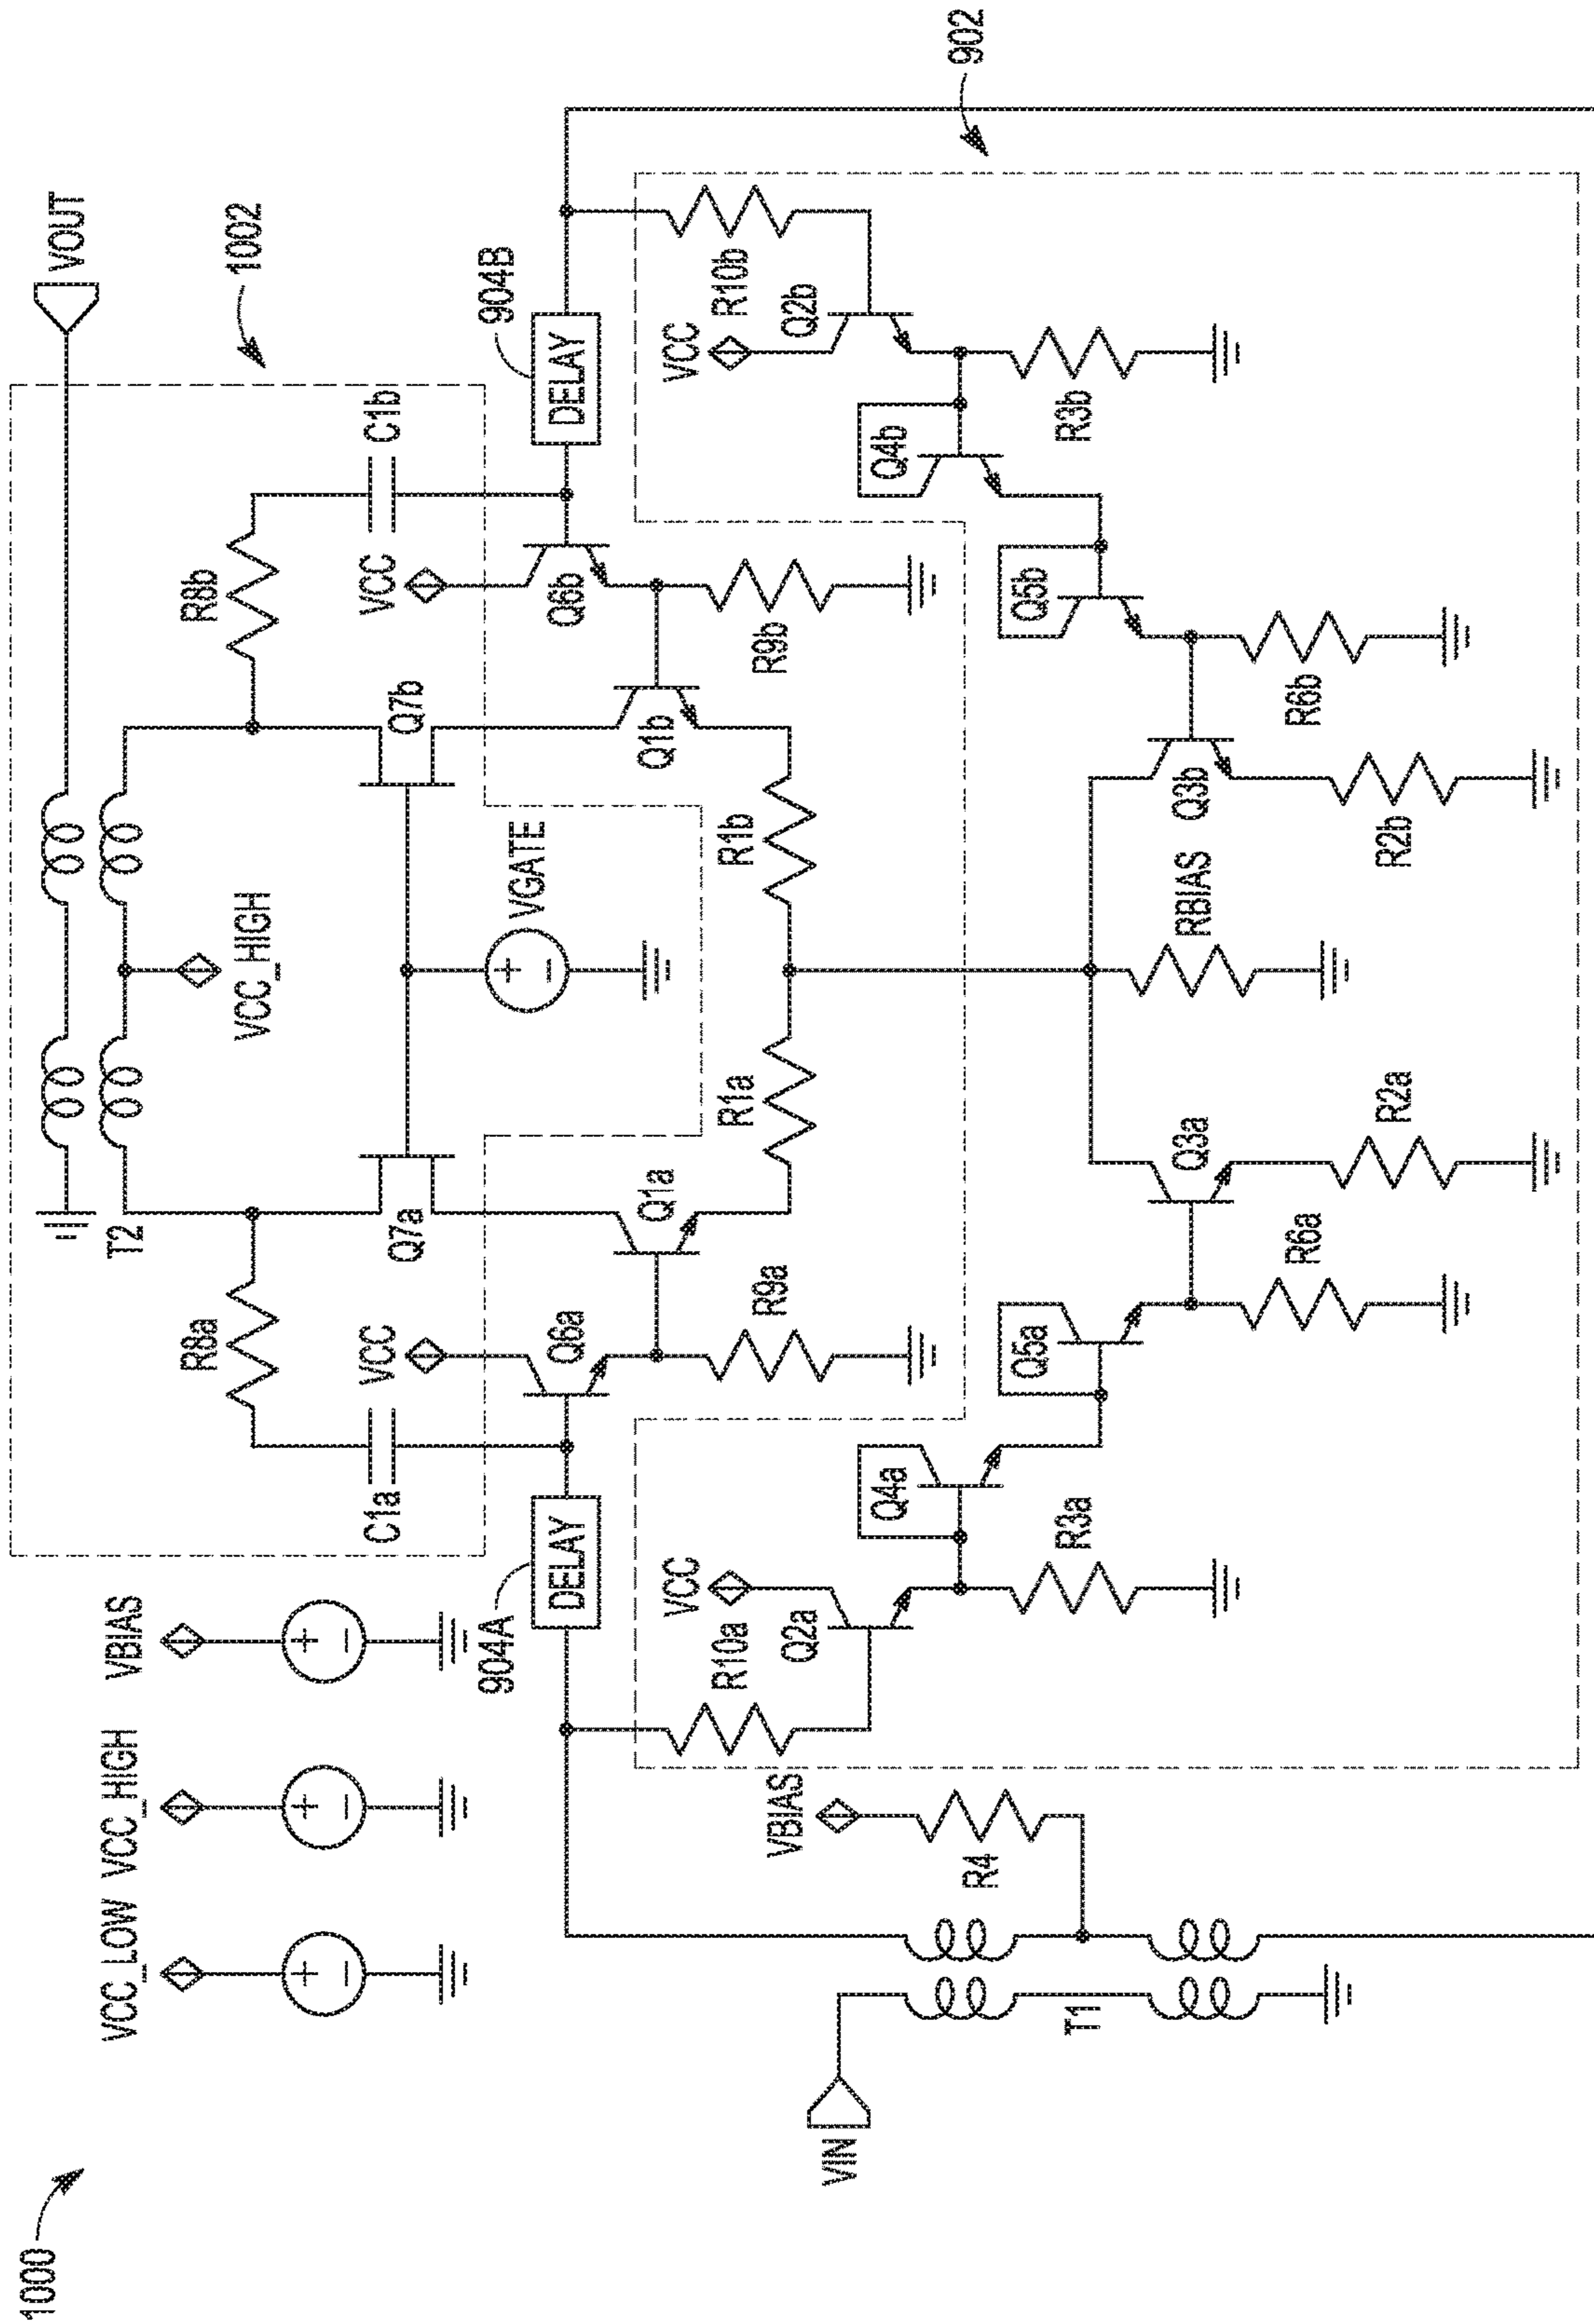 1000
VCC_LOW
VCC_HIGH
VBIAS
VOUT
1002
T2
VCC_HIGH
R8a
R8b
C1a
VCC
Q7a
Q7b
VCC
C1b
904A
DELAY
Q6a
VGATE
Q6b
DELAY
904B
902
Q1a
Q1b
R9a
R1a
R1b
R9b
VIN
T1
VBIAS
R4
R10a
VCC
Q2a
Q4a
R3a
Q5a
R6a
Q3a
R2a
RBIAS
Q3b
R2b
R6b
Q5b
Q4b
R3b
VCC
Q2b
R10b